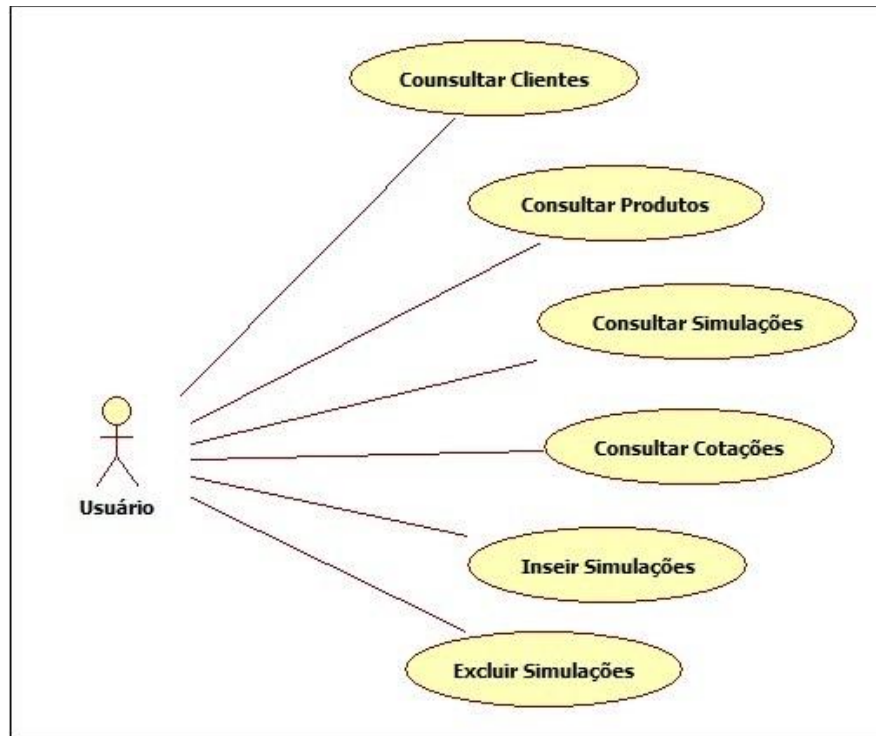 Counsultar Clientes
Consultar Produtos
Consultar Simulações
Consultar Cotações
Usuário
Inseir Simulações
Excluir Simulações